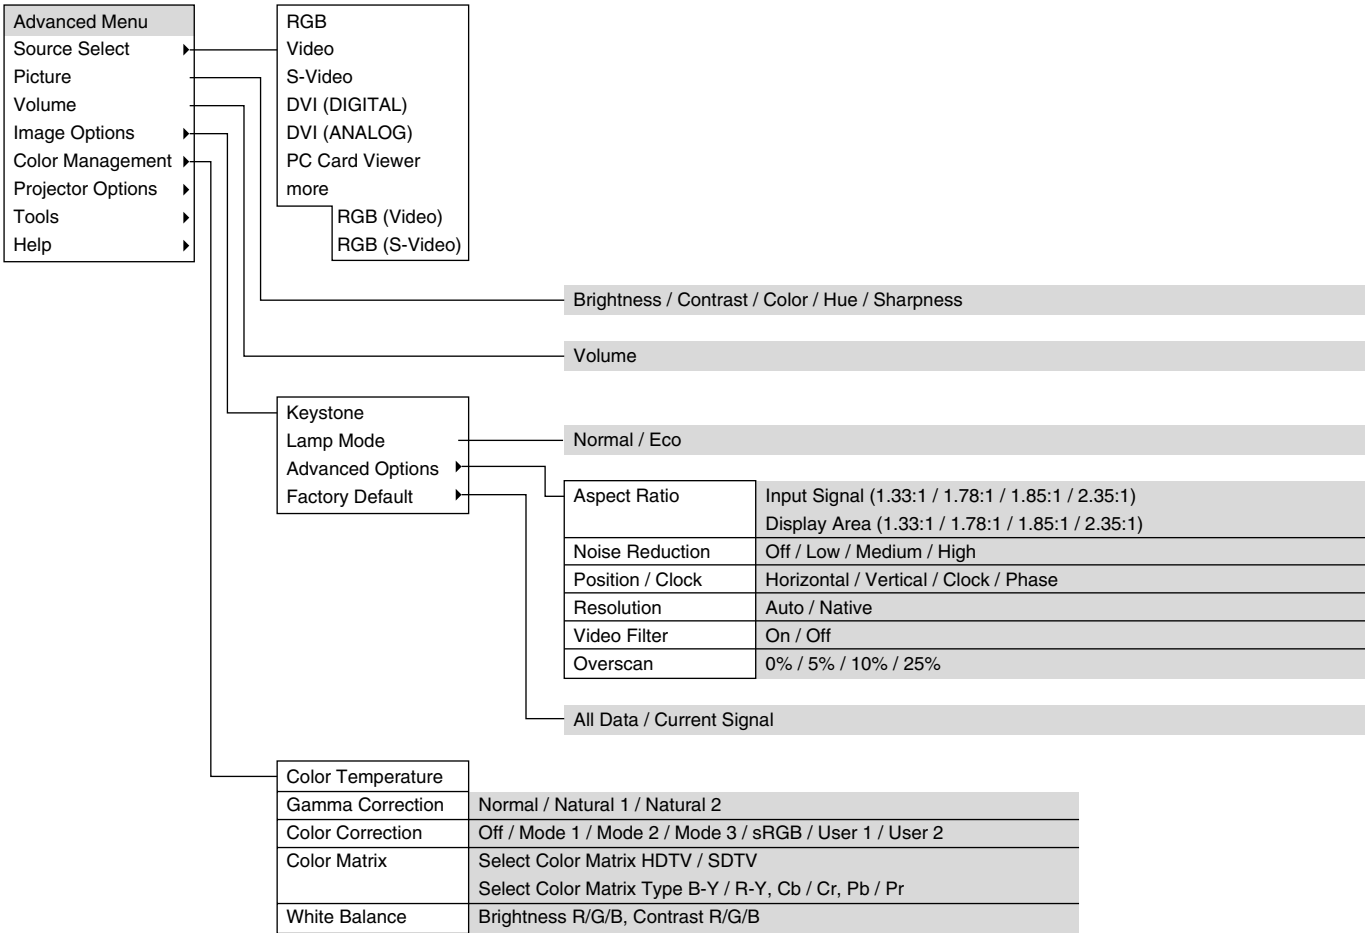 Advanced Menu
Source Select
Picture
Volume
Image Options
Color Management
Projector Options
Tools
Help
RGB
Video
S-Video
DVI (DIGITAL)
DVI (ANALOG)
PC Card Viewer
more
RGB (Video)
RGB (S-Video)
Brightness / Contrast / Color / Hue / Sharpness
Volume
Keystone
Lamp Mode
Advanced Options
Factory Default
Normal / Eco
Aspect Ratio
Input Signal (1.33:1 / 1.78:1 / 1.85:1 / 2.35:1)
Display Area (1.33:1 / 1.78:1 / 1.85:1 / 2.35:1)
Noise Reduction
Off / Low / Medium / High
Position / Clock
Horizontal / Vertical / Clock / Phase
Resolution
Auto / Native
Video Filter
On / Off
Overscan
0% / 5% / 10% / 25%
All Data / Current Signal
Color Temperature
Gamma Correction
Normal / Natural 1 / Natural 2
Color Correction
Off / Mode 1 / Mode 2 / Mode 3 / sRGB / User 1 / User 2
Color Matrix
Select Color Matrix HDTV / SDTV
Select Color Matrix Type B-Y / R-Y, Cb / Cr, Pb / Pr
White Balance
Brightness R/G/B, Contrast R/G/B